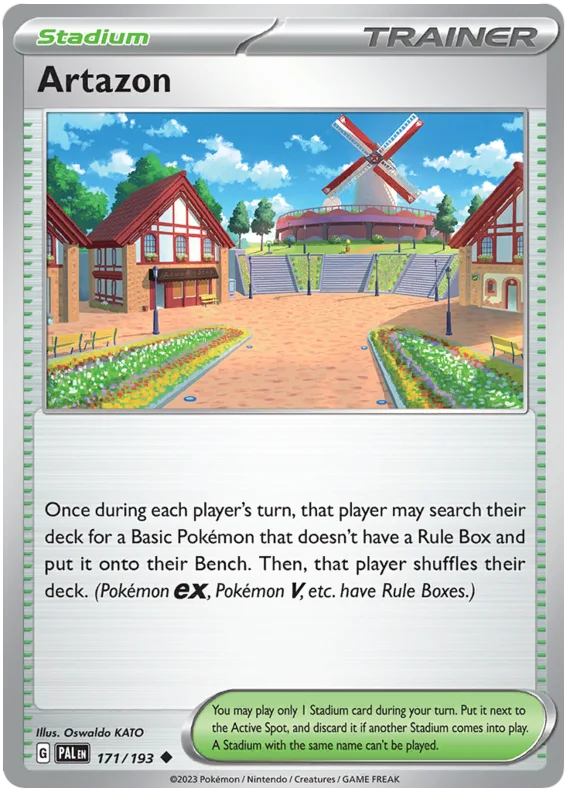 Stadium
TRAINER
Artazon
Once during each player's turn, that player may search their
deck for a Basic Pokémon that doesn't have a Rule Box and
put it onto their Bench. Then, that player shuffles their
deck. (Pokémon ex, Pokémon V, etc. have Rule Boxes.)
You may play only 1 Stadium card during your turn. Put it next to
the Active Spot, and discard it if another Stadium comes into play.
A Stadium with the same name can't be played.
Illus. Oswaldo KATO
G PAL EN 171/193
©2023 Pokémon / Nintendo / Creatures / GAME FREAK